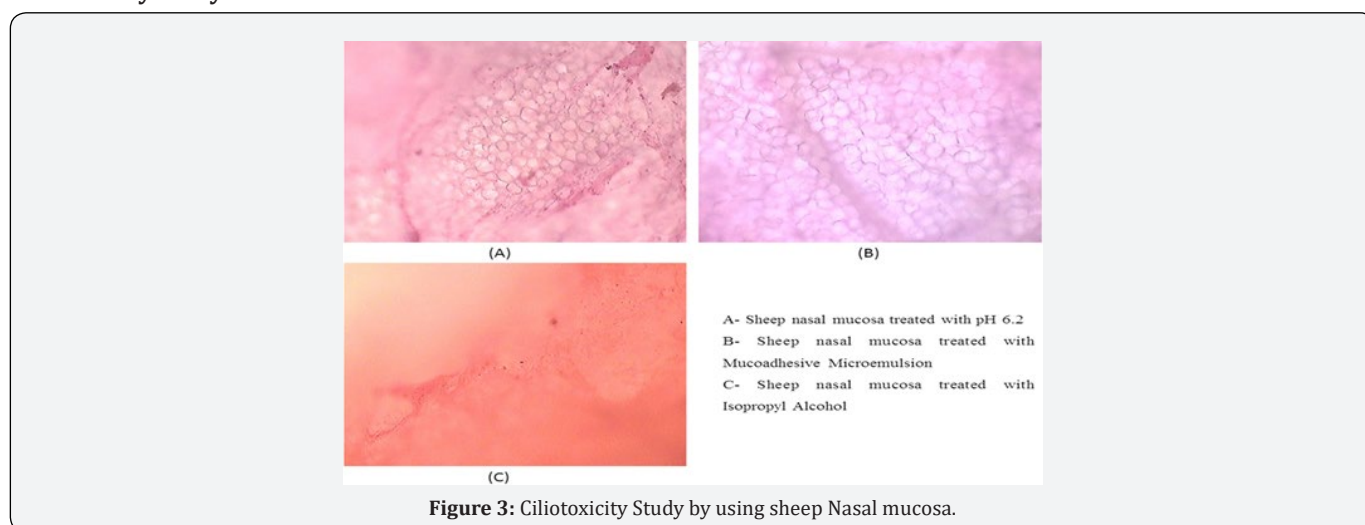 (A)
(B)
A- Sheep nasal mucosa treated with pH 6.2
B- Sheep nasal mucosa treated with
Mucoadhesive Microemulsion
C- Sheep nasal mucosa treated with
Isopropyl Alcohol
(C)
Figure 3: Ciliotoxicity Study by using sheep Nasal mucosa.